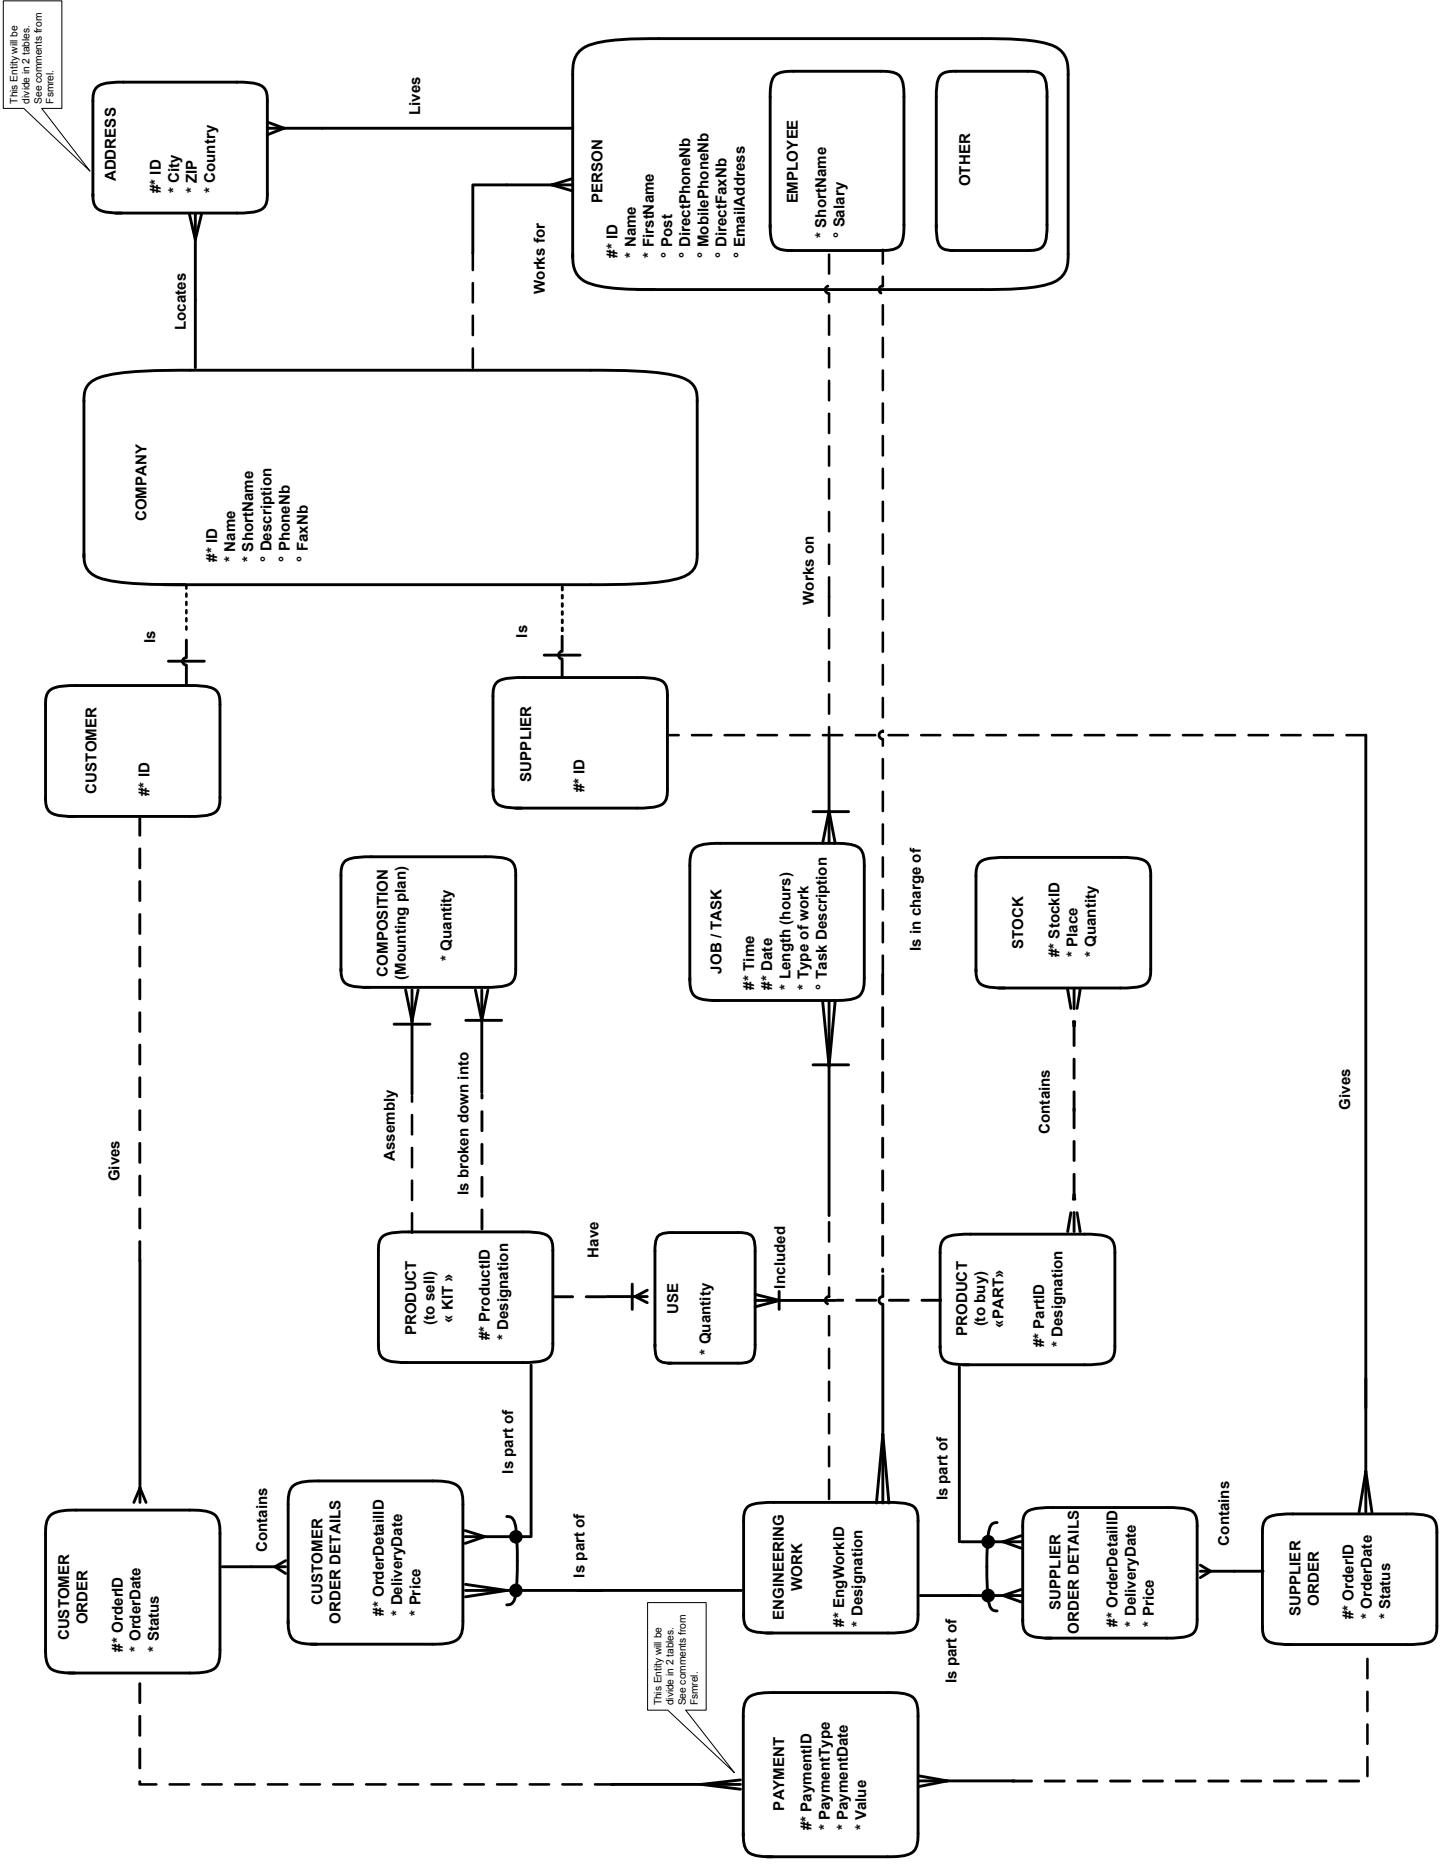 This Entity will be
divide in 2 tables.
See comments from
Fsmrel.
ADDRESS
#* ID
* City
* ZIP
* Country
Lives
PERSON
#* ID
* Name
* FirstName
° Post
° DirectPhoneNb
° MobilePhoneNb
° DirectFaxNb
° EmailAddress
EMPLOYEE
* ShortName
° Salary
OTHER
Locates
Works for
COMPANY
#* ID
* Name
* ShortName
° Description
° PhoneNb
° FaxNb
Is
Is
Works on
CUSTOMER
#* ID
SUPPLIER
#* ID
COMPOSITION
(Mounting plan)
* Quantity
JOB / TASK
#* Time
#* Date
* Length (hours)
* Type of work
° Task Description
Is in charge of
STOCK
#* StockID
* Place
* Quantity
Gives
Assembly
Is broken down into
Contains
Gives
PRODUCT
(to sell)
« KIT »
#* ProductID
* Designation
Have
USE
* Quantity
Included
PRODUCT
(to buy)
«PART»
#* PartID
* Designation
Is part of
Is part of
CUSTOMER
ORDER
#* OrderID
* OrderDate
* Status
Contains
CUSTOMER
ORDER DETAILS
#* OrderDetailID
* DeliveryDate
* Price
Is part of
ENGINEERING
WORK
#* EngWorkID
* Designation
Is part of
SUPPLIER
ORDER DETAILS
#* OrderDetailID
* DeliveryDate
* Price
Contains
SUPPLIER
ORDER
#* OrderID
* OrderDate
* Status
This Entity will be
divide in 2 tables.
See comments from
Fsmrel.
PAYMENT
#* PaymentID
* PaymentType
* PaymentDate
* Value